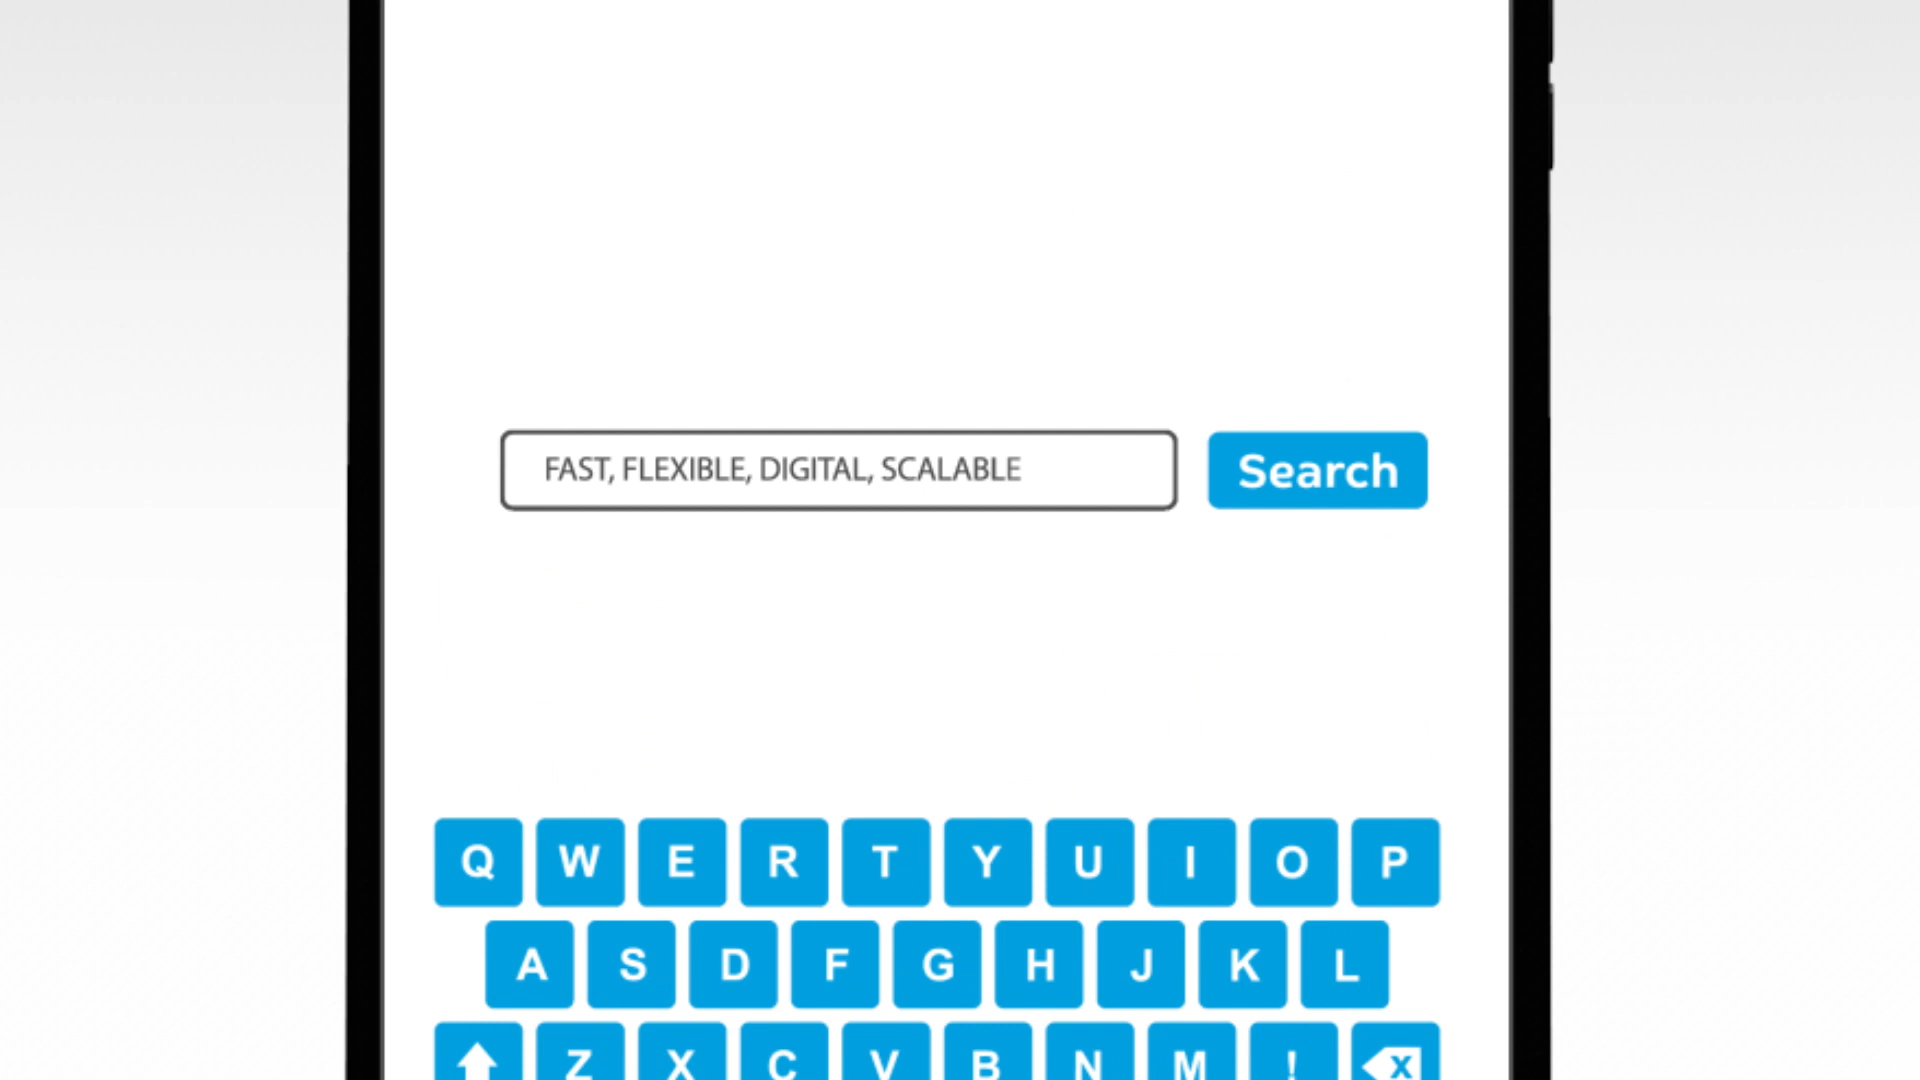 FAST, FLEXIBLE, DIGITAL, SCALABLE
Search
Q W E R T Y U I O P
A S D F G H J K L
Z X C V B N M ! X